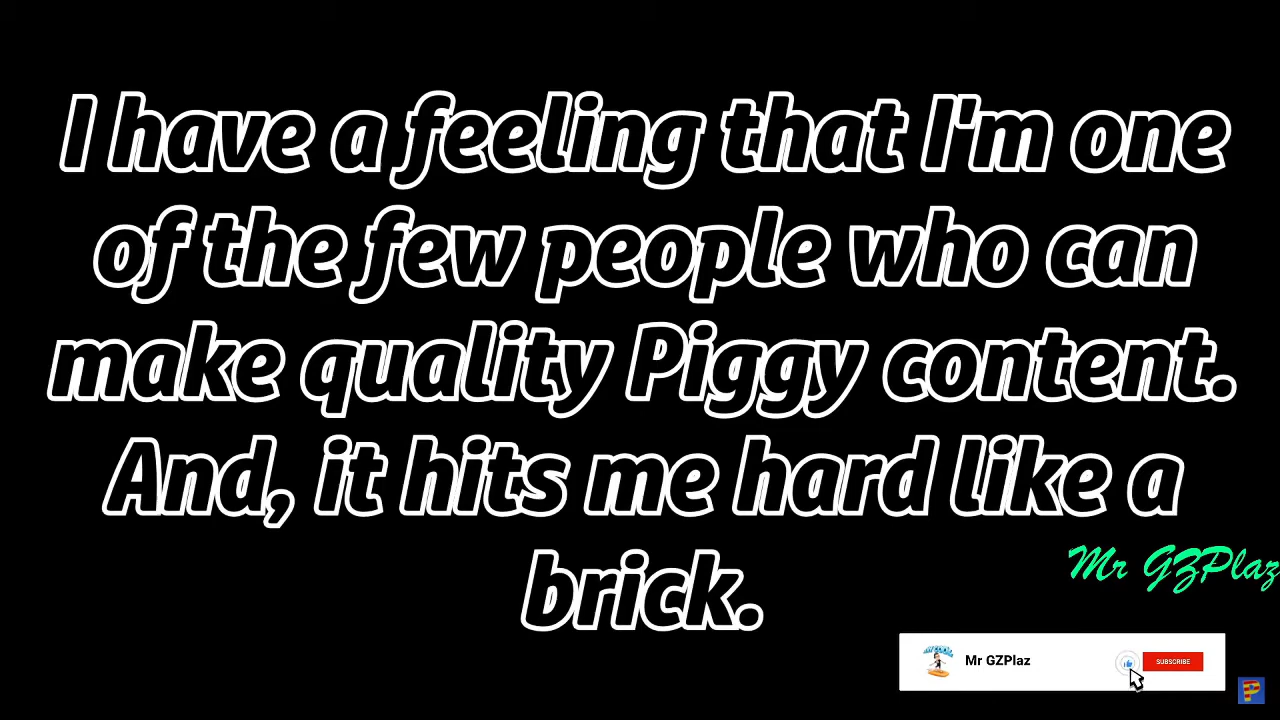 I have a feeling that I'm one
of the few people who can
make quality Piggy content.
And, it hits me hard like a
brick.
Mr GZPlaz
Mr GZPlaz
SUBSCRIBE
P